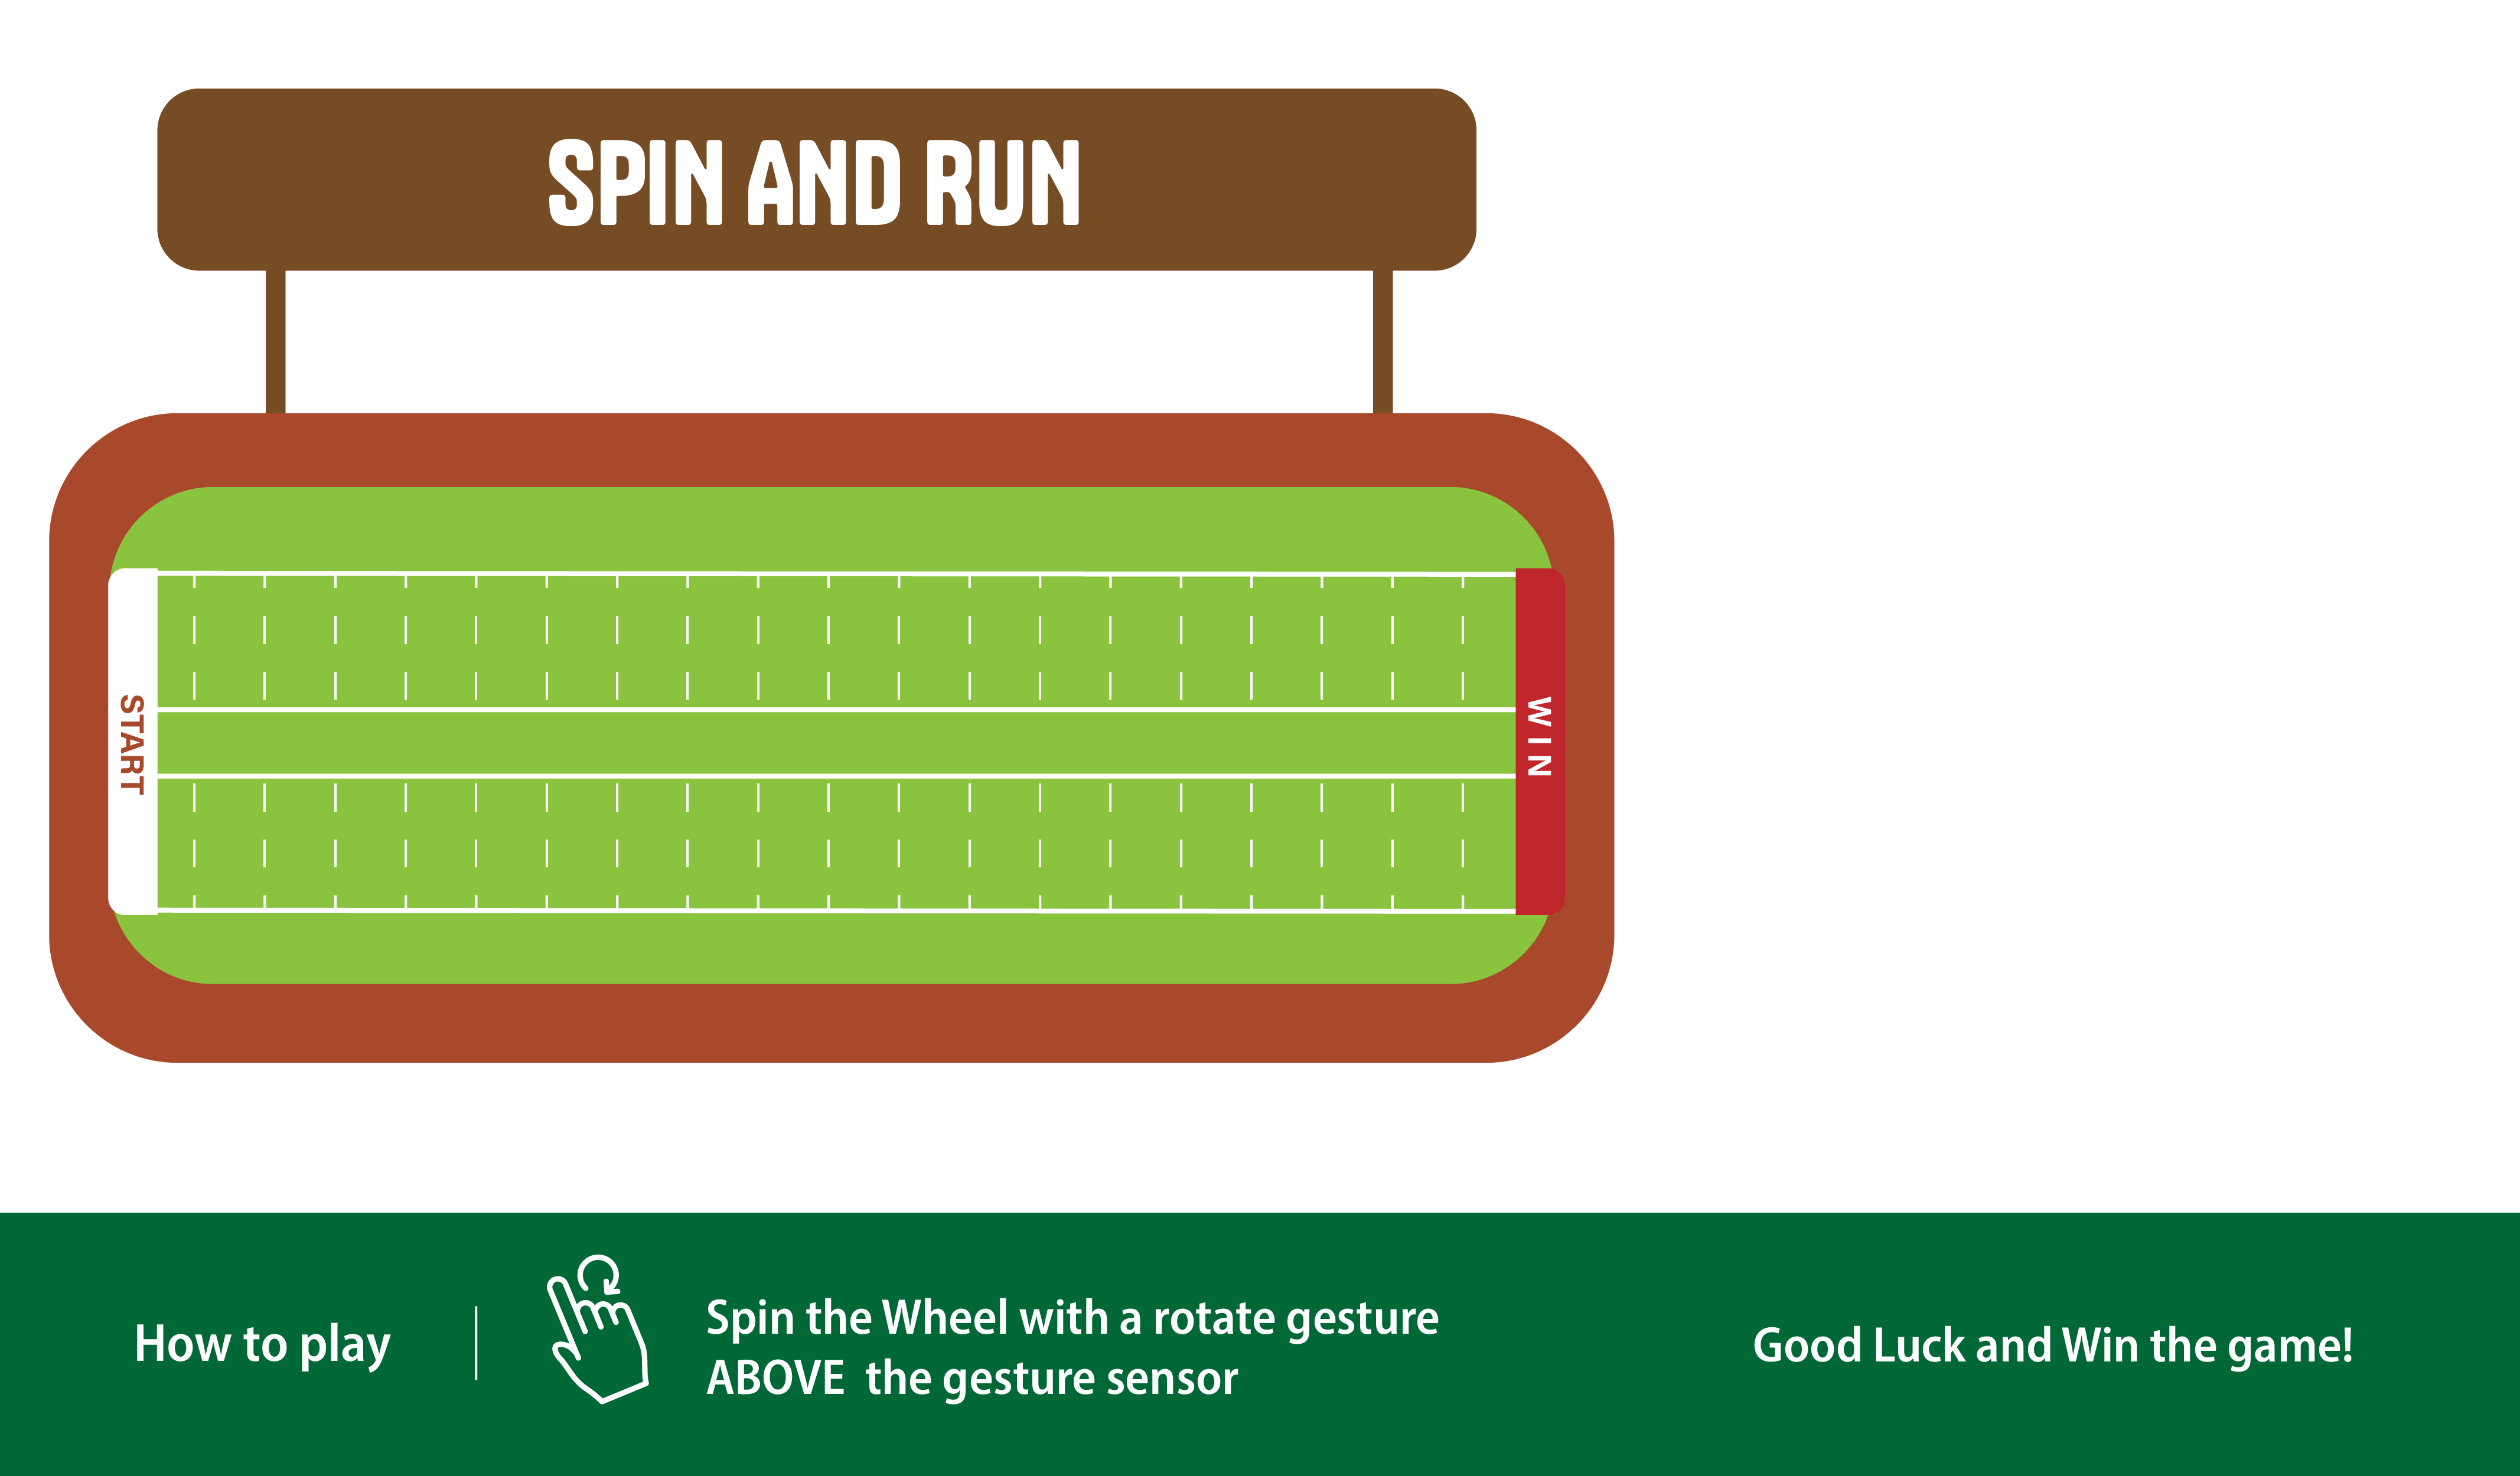 SPIN AND RUN
START
WIN
How to play
Spin the Wheel with a rotate gesture
ABOVE the gesture sensor
Good Luck and Win the game!